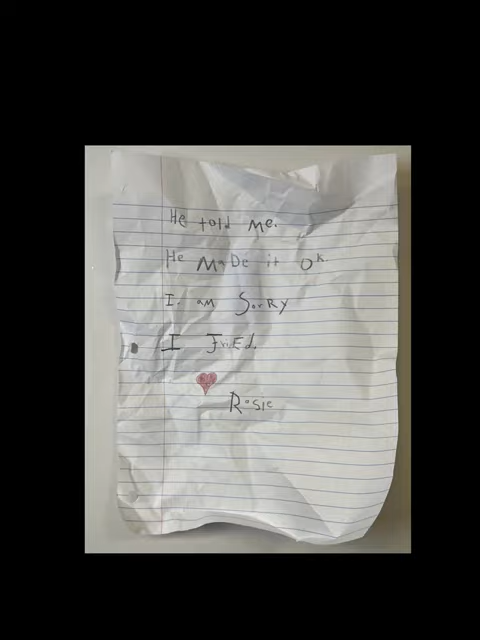 He told Me.
He MaDe it Ok.
I. am SorRY
I TriEd.
Rosie